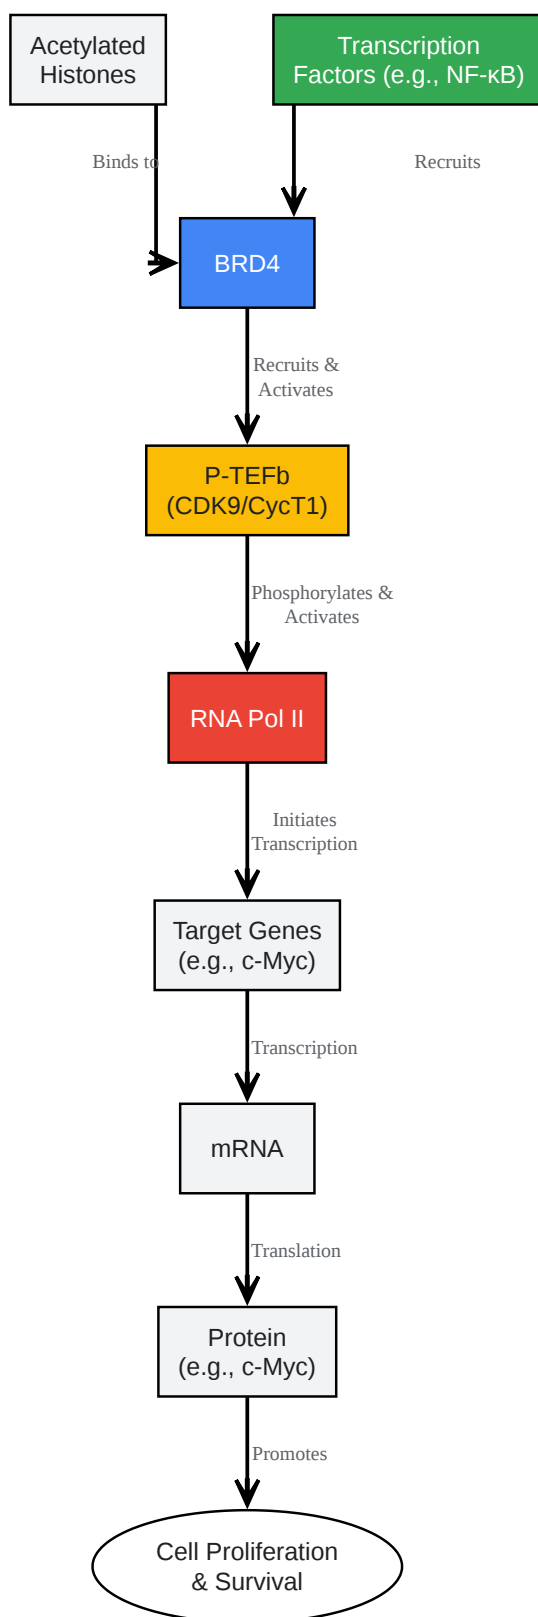 Acetylated
Histones
Transcription
Factors (e.g., NF-κB)
Binds to
Recruits
BRD4
Recruits &
Activates
P-TEFb
(CDK9/CycT1)
Phosphorylates &
Activates
RNA Pol II
Initiates
Transcription
Target Genes
(e.g., c-Myc)
Transcription
mRNA
Translation
Protein
(e.g., c-Myc)
Promotes
Cell Proliferation
& Survival